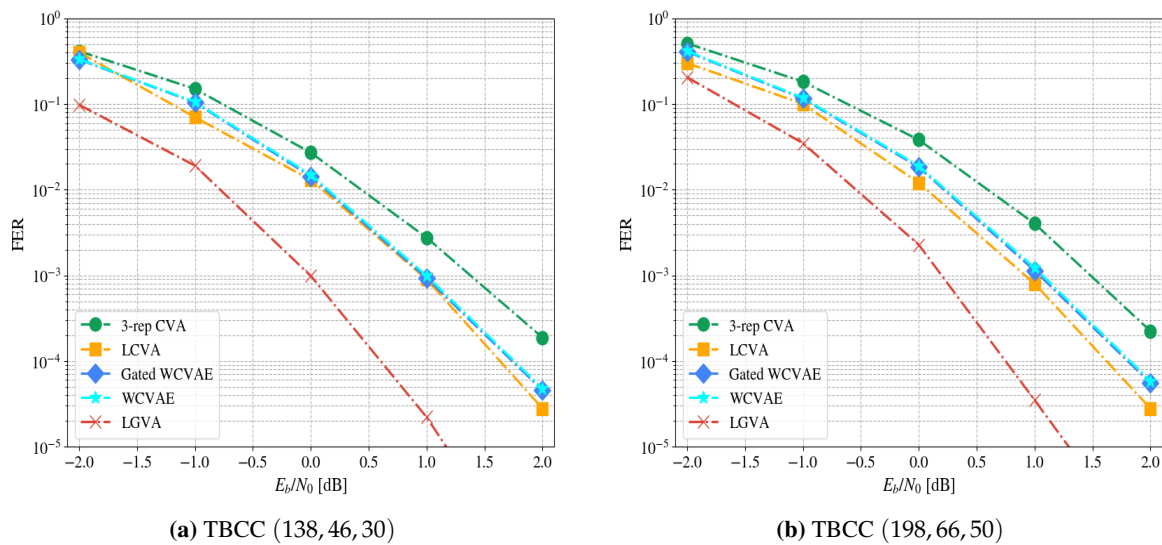 10⁰
10⁻¹
10⁻²
10⁻³
10⁻⁴
10⁻⁵
FER
3-rep CVA
LCVA
Gated WCVAE
WCVAE
LGVA
−2.0 −1.5 −1.0 −0.5 0.0 0.5 1.0 1.5 2.0
E_b/N_0 [dB]
(a) TBCC (138, 46, 30)
10⁰
10⁻¹
10⁻²
10⁻³
10⁻⁴
10⁻⁵
FER
3-rep CVA
LCVA
Gated WCVAE
WCVAE
LGVA
−2.0 −1.5 −1.0 −0.5 0.0 0.5 1.0 1.5 2.0
E_b/N_0 [dB]
(b) TBCC (198, 66, 50)